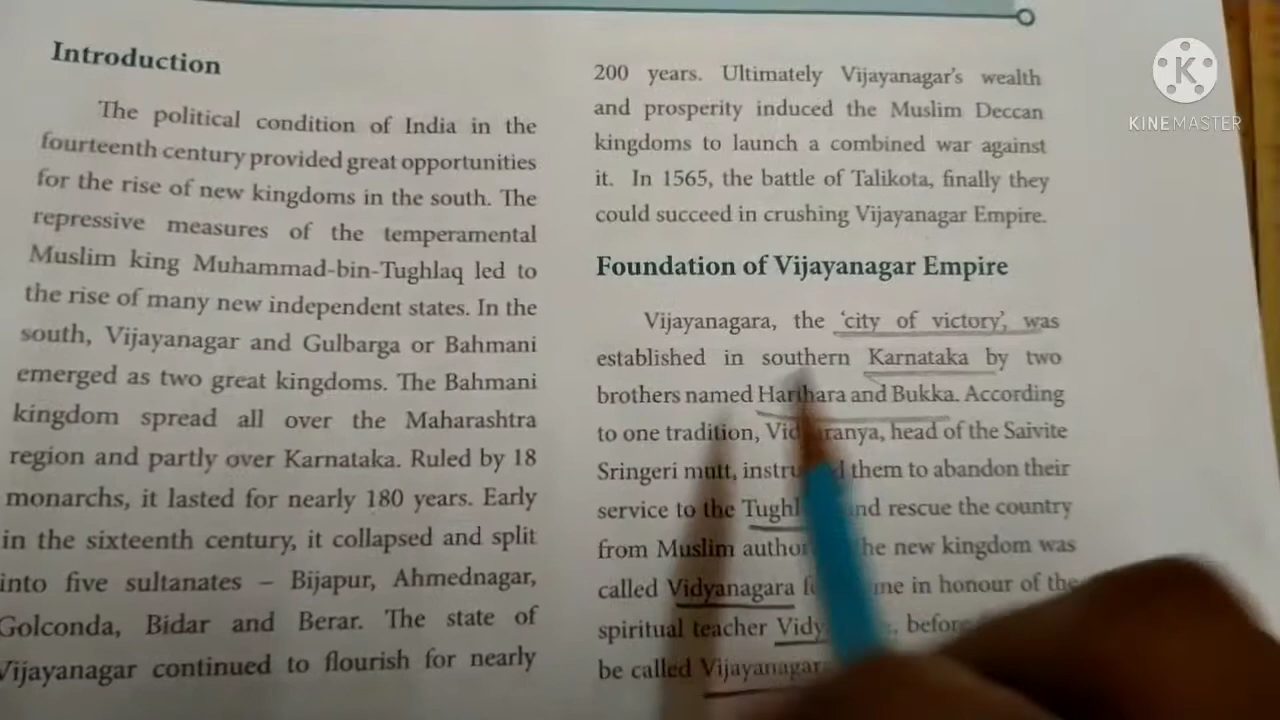 Introduction
The political condition of India in the
fourteenth century provided great opportunities
for the rise of new kingdoms in the south. The
repressive measures of the temperamental
Muslim king Muhammad-bin-Tughlaq led to
the rise of many new independent states. In the
south, Vijayanagar and Gulbarga or Bahmani
emerged as two great kingdoms. The Bahmani
kingdom spread all over the Maharashtra
region and partly over Karnataka. Ruled by 18
monarchs, it lasted for nearly 180 years. Early
in the sixteenth century, it collapsed and split
into five sultanates – Bijapur, Ahmednagar,
Golconda, Bidar and Berar. The state of
Vijayanagar continued to flourish for nearly
200 years. Ultimately Vijayanagar's wealth
and prosperity induced the Muslim Deccan
kingdoms to launch a combined war against
it. In 1565, the battle of Talikota, finally they
could succeed in crushing Vijayanagar Empire.
Foundation of Vijayanagar Empire
Vijayanagara, the 'city of victory', was
established in southern Karnataka by two
brothers named Harihara and Bukka. According
to one tradition, head of the Saivite
Sringeri mutt, them to abandon their
service to the and rescue the country
from Muslim new kingdom was
called Vidyanagara in honour of the
spiritual teacher
be called Vijayanagar
KINEMASTER